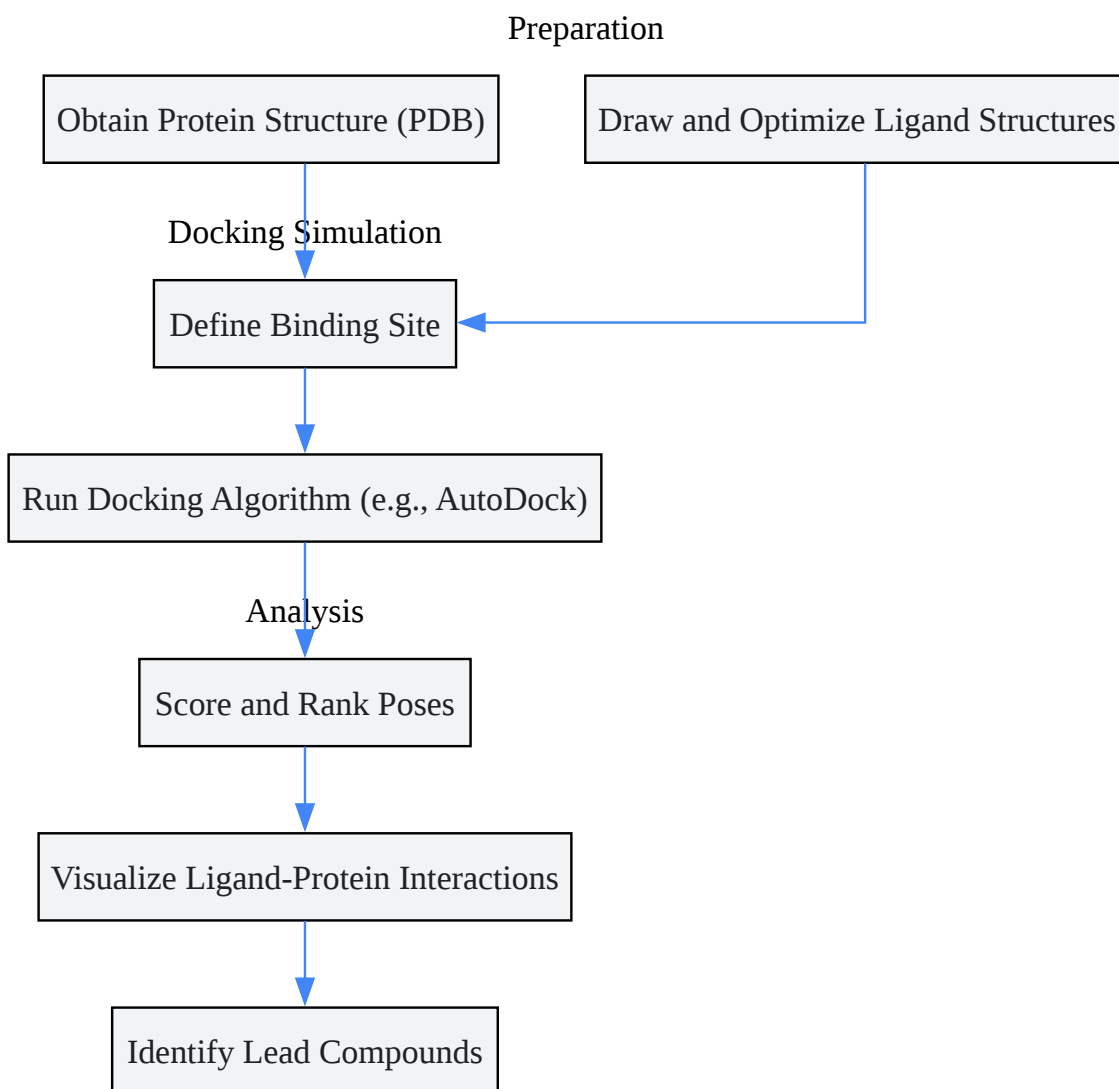 Preparation
Obtain Protein Structure (PDB)
Draw and Optimize Ligand Structures
Docking Simulation
Define Binding Site
Run Docking Algorithm (e.g., AutoDock)
Analysis
Score and Rank Poses
Visualize Ligand-Protein Interactions
Identify Lead Compounds